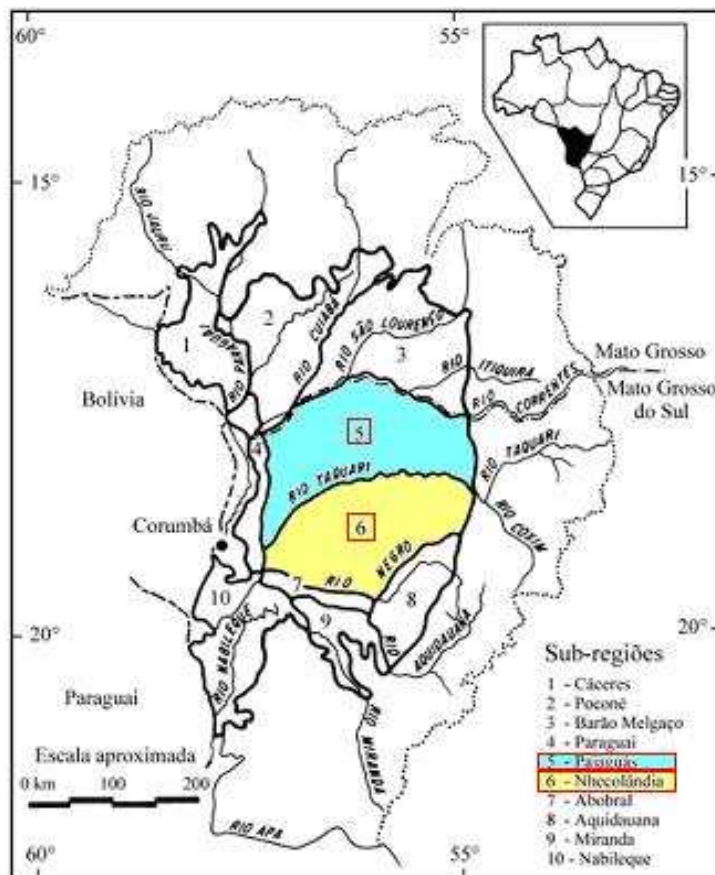 60°
55°
15°
15°
RIO JAURU
2
RIO CUIABÁ
1
PARAGUAI
RIO
RIO SÃO LOURENÇO
3
RIO ITIQUIRA
Mato Grosso
Bolívia
RIO CORRENTES
Mato Grosso
do Sul
4
5
RIO TAQUARI
RIO TAQUARI
Corumbá
6
RIO COXIM
RIO NEGRO
7
10
8
9
RIO NABILEQUE
RIO AQUIDAUANA
20°
20°
Paraguai
RIO MIRANDA
Escala aproximada
0 km 100 200
RIO APA
Sub-regiões
1 - Cáceres
2 - Poconé
3 - Barão Melgaço
4 - Paraguai
5 - Paiaguás
6 - Nhecolândia
7 - Abobral
8 - Aquidauana
9 - Miranda
10 - Nabileque
60°
55°